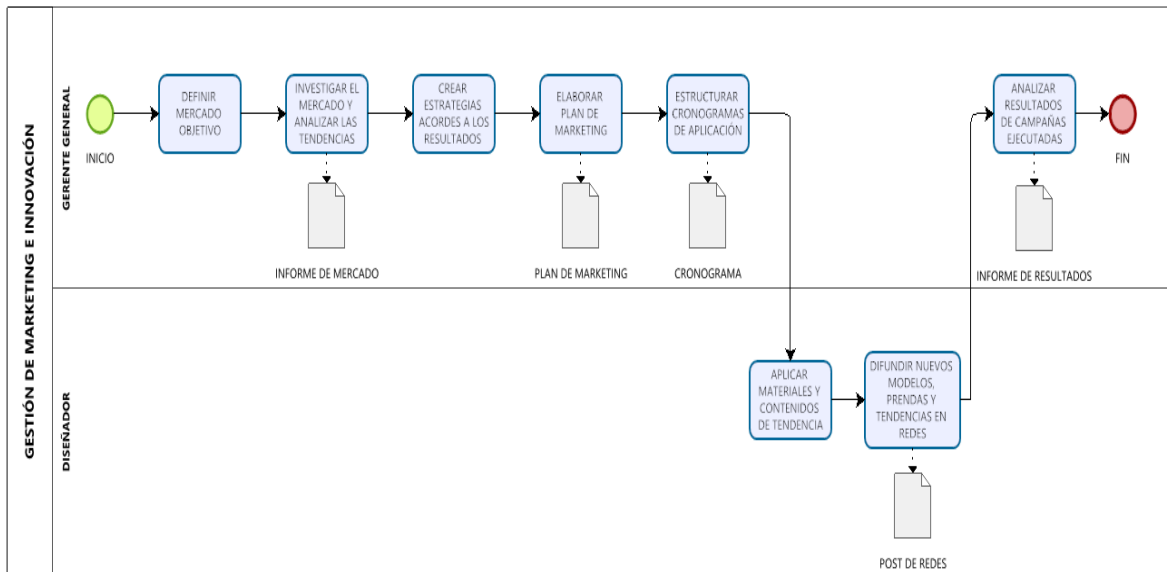 GESTIÓN DE MARKETING E INNOVACIÓN
GERENTE GENERAL
INICIO
DEFINIR
MERCADO
OBJETIVO
INVESTIGAR EL
MERCADO Y
ANALIZAR LAS
TENDENCIAS
INFORME DE MERCADO
CREAR
ESTRATEGIAS
ACORDES A LOS
RESULTADOS
ELABORAR
PLAN DE
MARKETING
PLAN DE MARKETING
ESTRUCTURAR
CRONOGRAMAS
DE APLICACIÓN
CRONOGRAMA
ANALIZAR
RESULTADOS
DE CAMPAÑAS
EJECUTADAS
INFORME DE RESULTADOS
FIN
DISEÑADOR
APLICAR
MATERIALES Y
CONTENIDOS
DE TENDENCIA
DIFUNDIR NUEVOS
MODELOS,
PRENDAS Y
TENDENCIAS EN
REDES
POST DE REDES